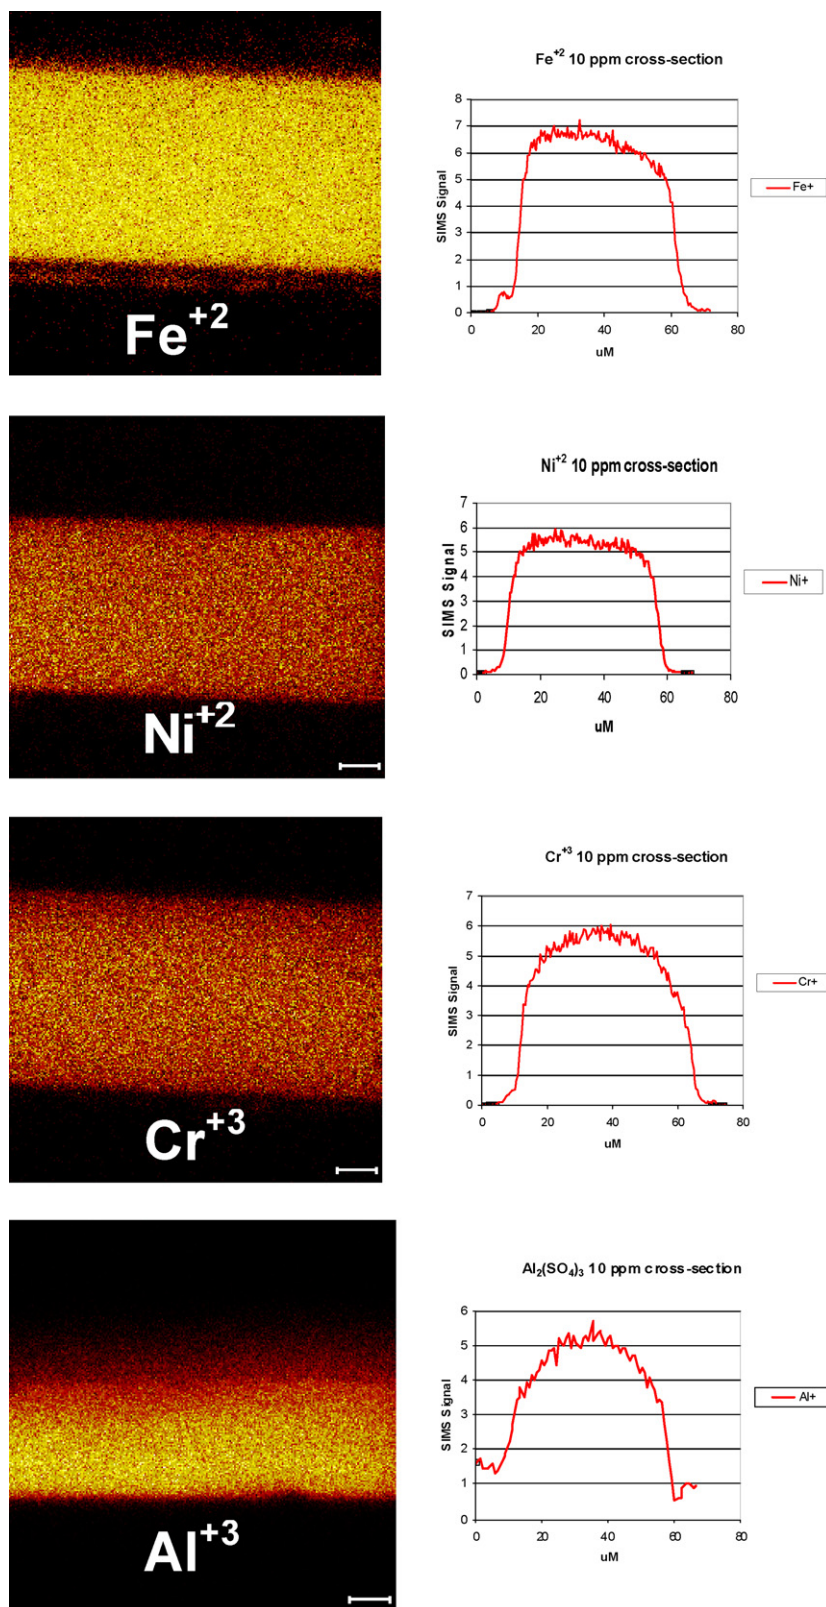 Fe+2 10 ppm cross-section
8
7
6
5
4
3
2
1
0
SIMS Signal
0 20 40 60 80
uM
Fe+
Fe+2
Ni+2 10 ppm cross-section
7
6
5
4
3
2
1
0
SIMS Signal
0 20 40 60 80
uM
Ni+
Ni+2
Cr+3 10 ppm cross-section
7
6
5
4
3
2
1
0
SIMS Signal
0 20 40 60 80
uM
Cr+
Cr+3
Al2(SO4)3 10 ppm cross-section
6
5
4
3
2
1
0
SIMS Signal
0 20 40 60 80
uM
Al+
Al+3